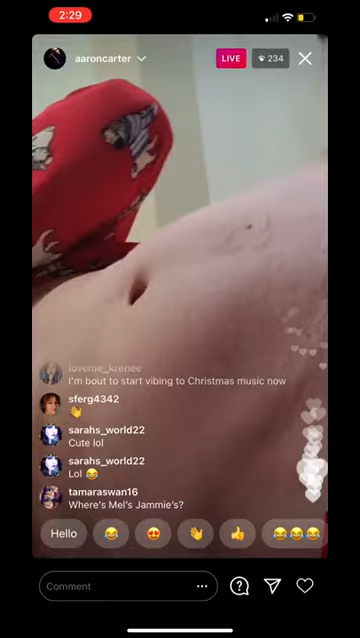 2:29
aaroncarter
LIVE
234
loveme_krenee
I'm bout to start vibing to Christmas music now
sferg4342
👋
sarahs_world22
Cute lol
sarahs_world22
Lol 😂
tamaraswan16
Where's Mel's Jammie's?
Hello 😂 😍 👋 👍 😂😂😂
Comment